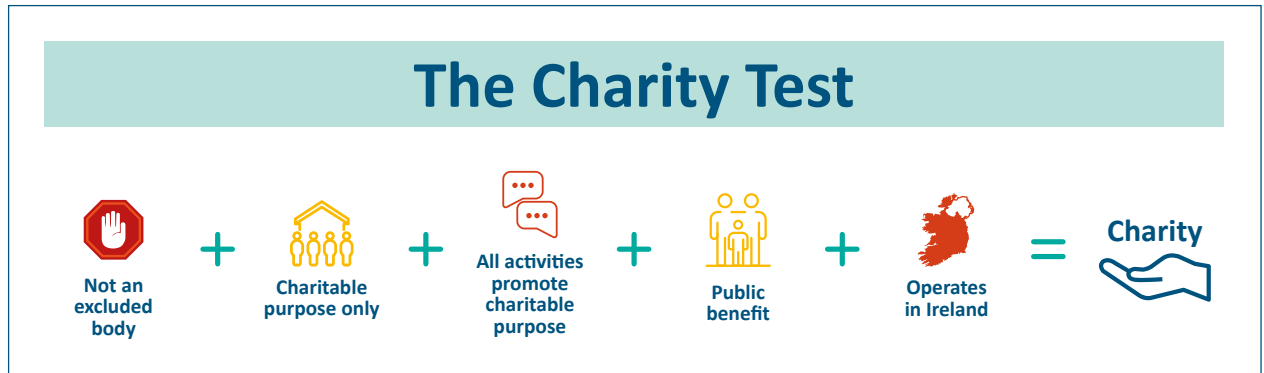 The Charity Test
Not an
excluded
body
+
Charitable
purpose only
+
All activities
promote
charitable
purpose
+
Public
benefit
+
Operates
in Ireland
=
Charity